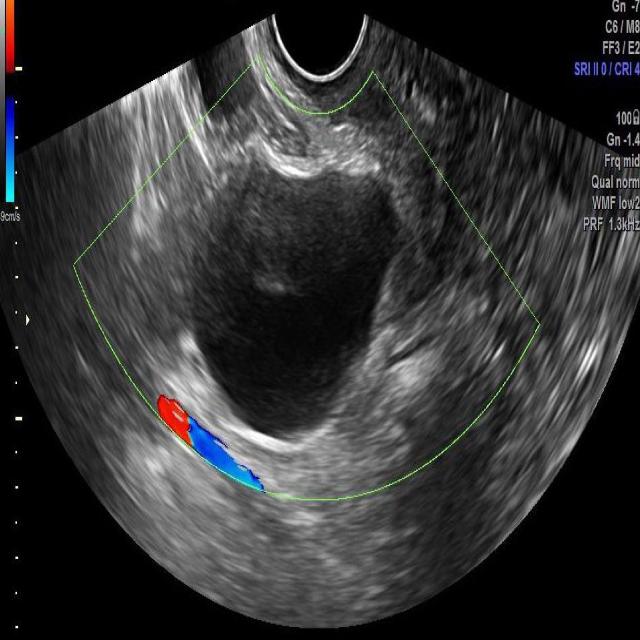 Gn -7
C6 / M8
FF3 / E2
SRI II 0 / CRI 4
100
Gn -1.4
Frq mid
Qual norm
WMF low2
PRF 1.3kHz
9cm/s